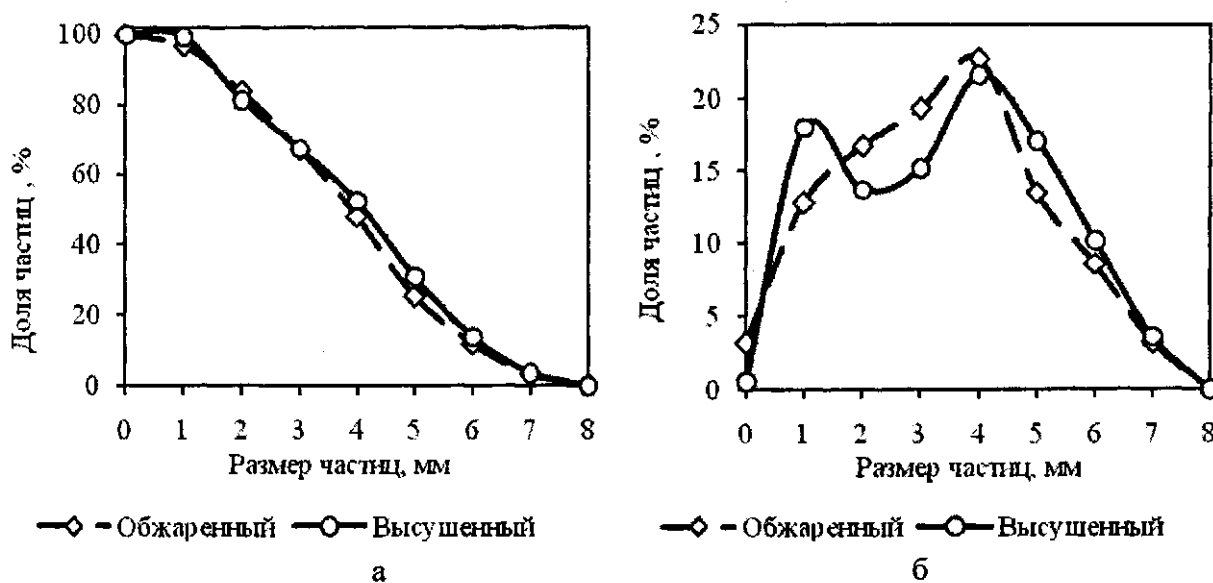 100
80
60
40
20
0
Доля частиц , %
0 1 2 3 4 5 6 7 8
Размер частиц, мм
Обжаренный Высушенный
а
25
20
15
10
5
0
Доля частиц , %
0 1 2 3 4 5 6 7 8
Размер частиц, мм
Обжаренный Высушенный
б